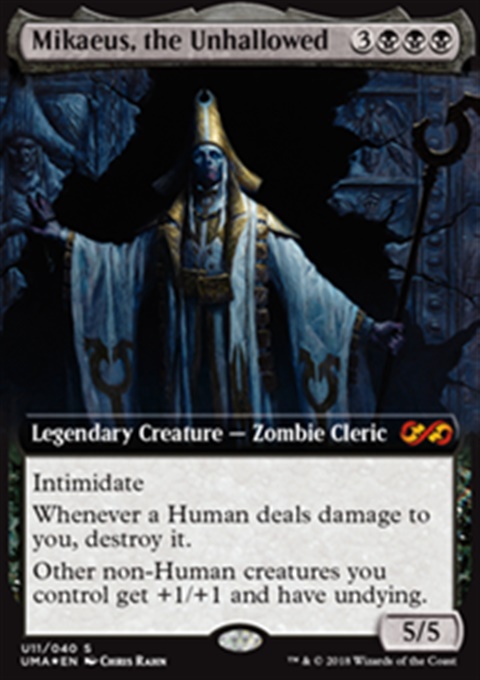 Mikaeus, the Unhallowed 3
Legendary Creature — Zombie Cleric
Intimidate
Whenever a Human deals damage to
you, destroy it.
Other non-Human creatures you
control get +1/+1 and have undying.
5/5
U11/040 S
UMA★EN Chris Rahn
™ & © 2018 Wizards of the Coast